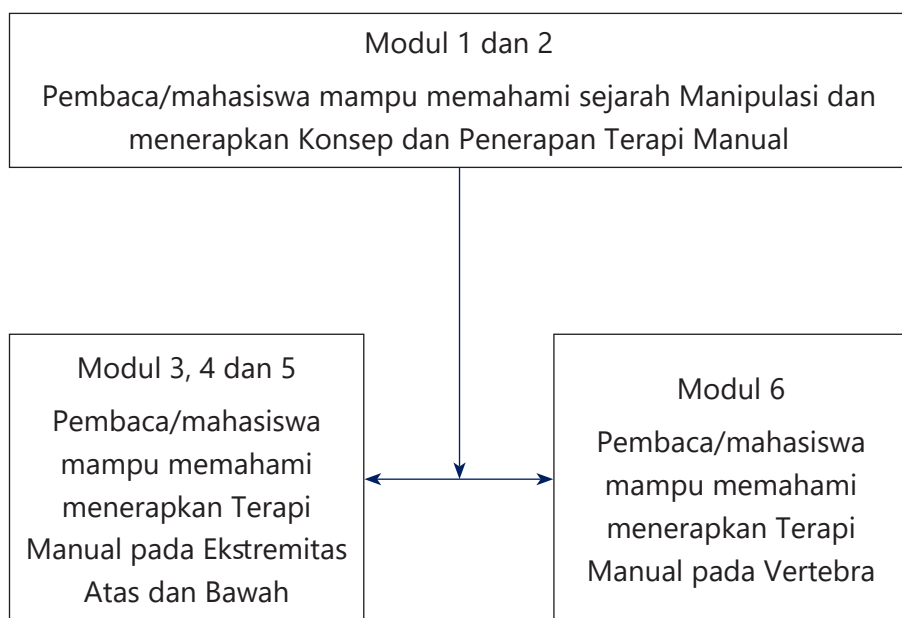 Modul 1 dan 2
Pembaca/mahasiswa mampu memahami sejarah Manipulasi dan
menerapkan Konsep dan Penerapan Terapi Manual
Modul 3, 4 dan 5
Pembaca/mahasiswa
mampu memahami
menerapkan Terapi
Manual pada Ekstremitas
Atas dan Bawah
Modul 6
Pembaca/mahasiswa
mampu memahami
menerapkan Terapi
Manual pada Vertebra